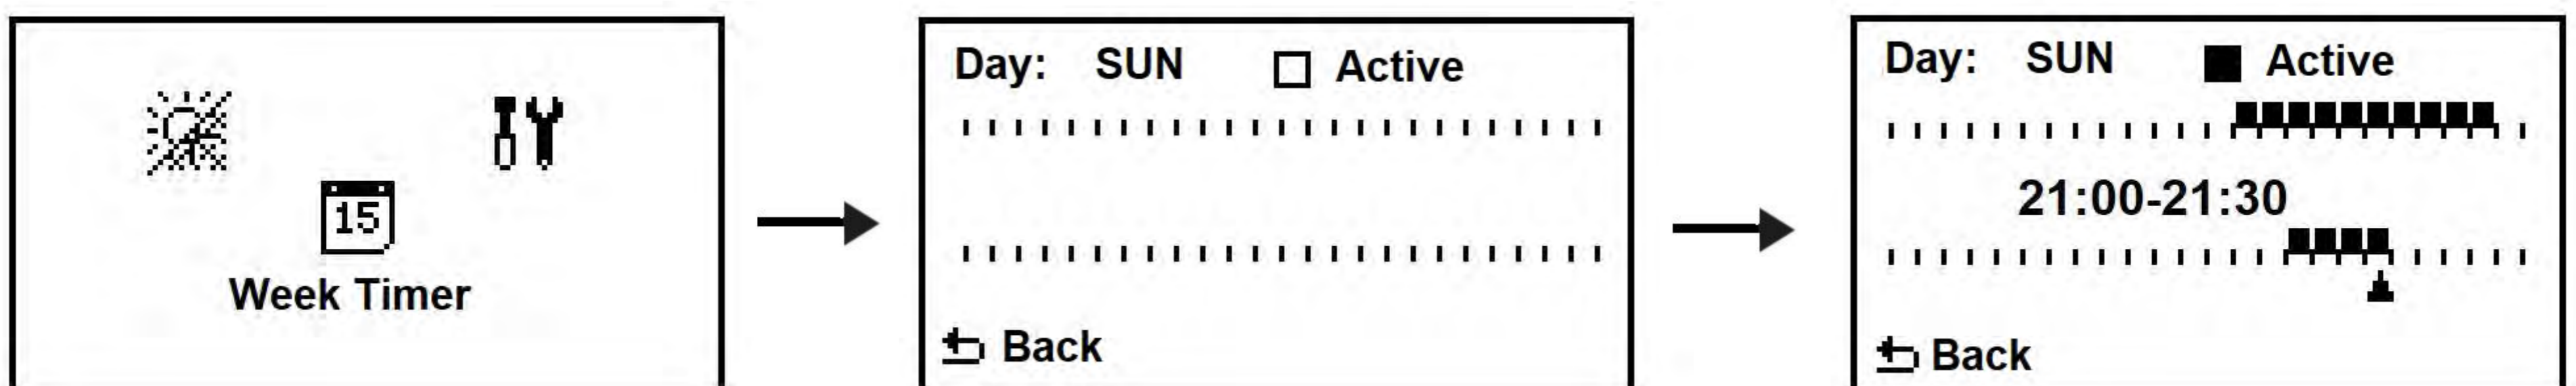 15
Week Timer
Day: SUN Active
Back
Day: SUN Active
21:00-21:30
Back